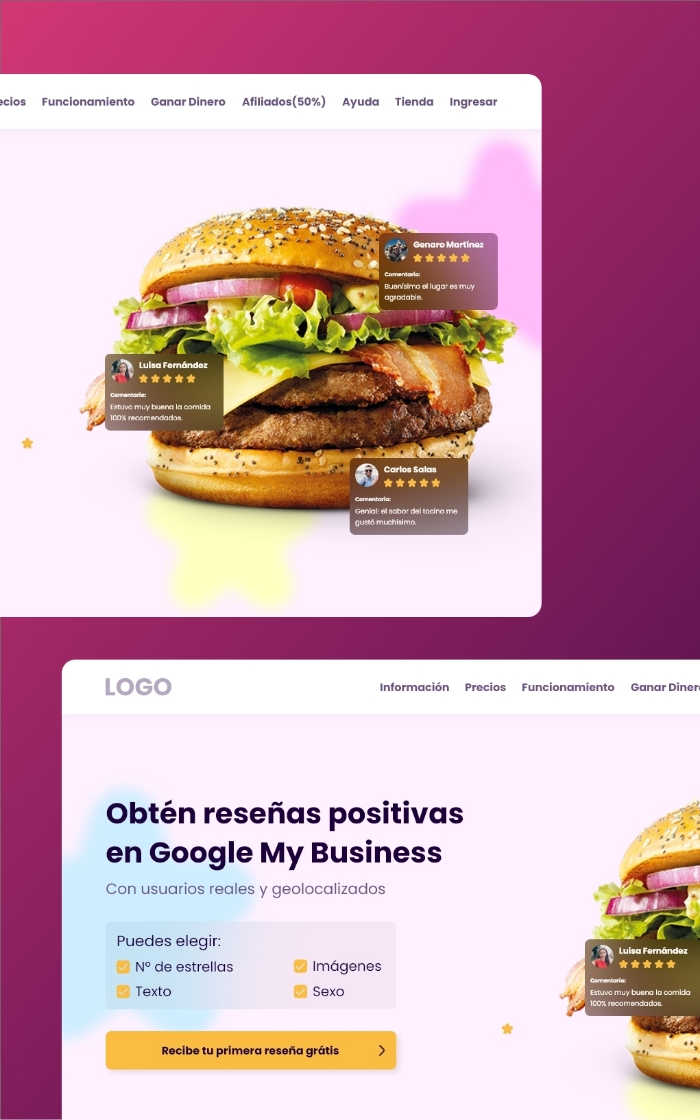 ecios Funcionamiento Ganar Dinero Afiliados(50%) Ayuda Tienda Ingresar
Genaro Martínez
Comentario:
Buenísimo el lugar es muy
agradable.
Luisa Fernández
Comentario:
Estuvo muy buena la comida
100% recomendados.
Carlos Salas
Comentario:
Genial! el sabor del tocino me
gustó muchísimo.
LOGO Información Precios Funcionamiento Ganar Dinero
Obtén reseñas positivas
en Google My Business
Con usuarios reales y geolocalizados
Puedes elegir:
Nº de estrellas Imágenes
Texto Sexo
Recibe tu primera reseña grátis
Luisa Fernández
Comentario:
Estuvo muy buena la comida
100% recomendados.